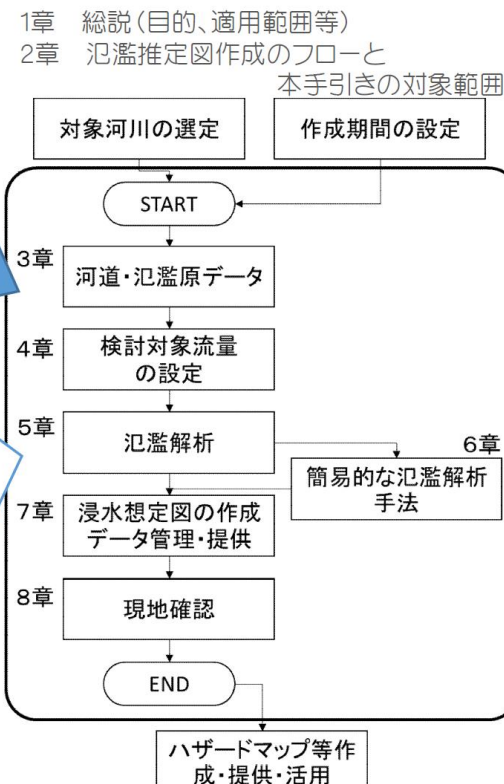 1章　総説(目的、適用範囲等)
2章　氾濫推定図作成のフローと
本手引きの対象範囲
対象河川の選定
作成期間の設定
START
3章
河道・氾濫原データ
4章
検討対象流量
の設定
5章
氾濫解析
6章
簡易的な氾濫解析
手法
7章
浸水想定図の作成
データ管理・提供
8章
現地確認
END
ハザードマップ等作
成・提供・活用